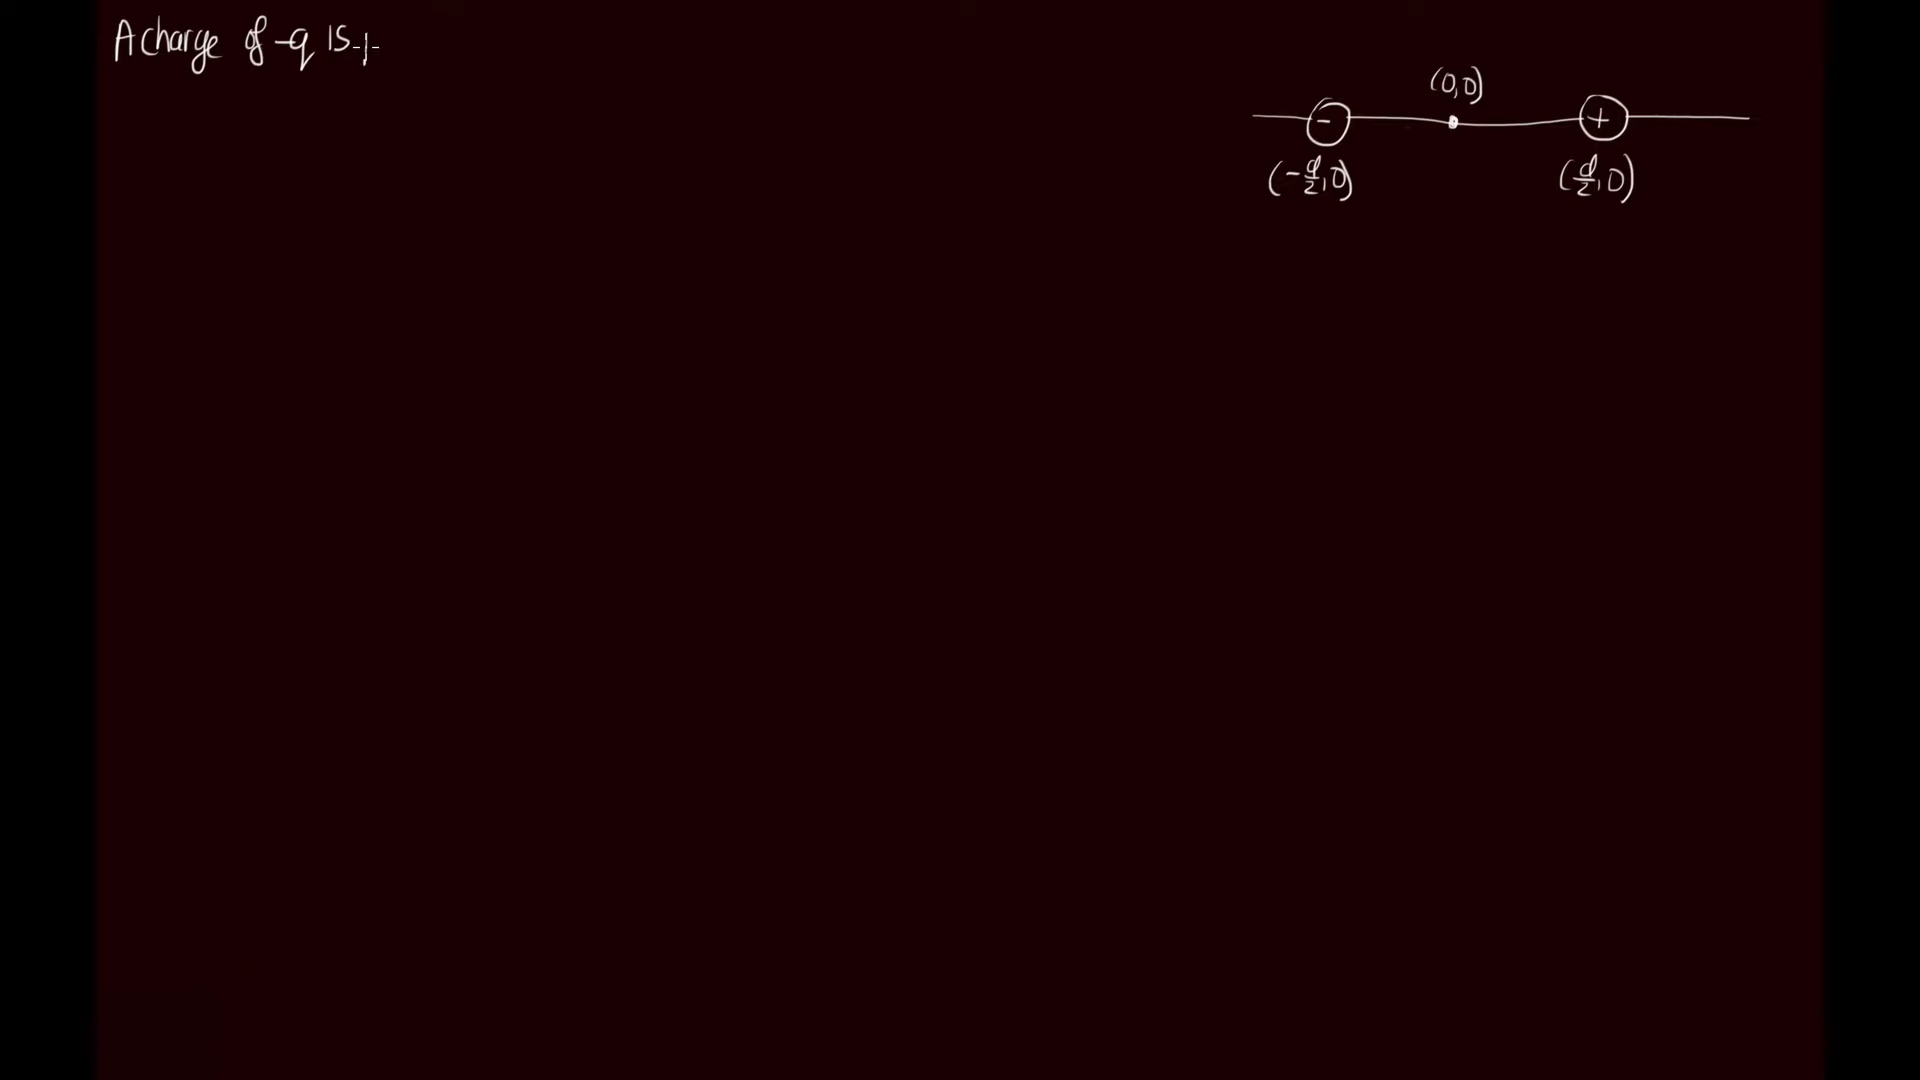 A charge of -q is
(0,0)
- +
(-d/2, 0) (d/2, 0)